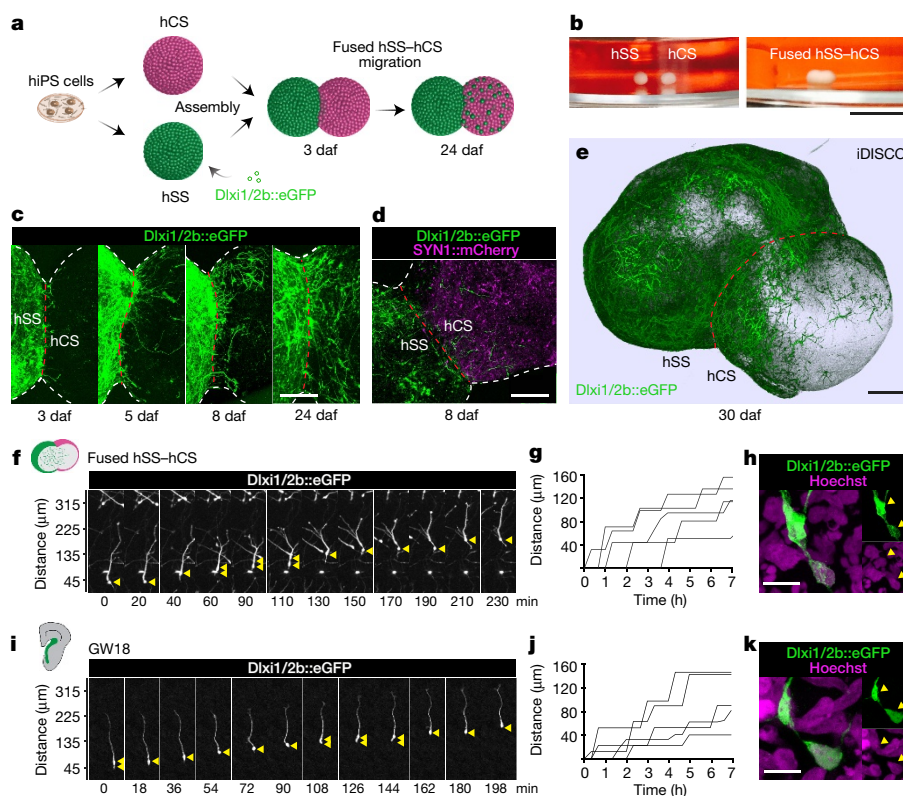 a
hCS
hiPS cells
Assembly
hSS
Dlxi1/2b::eGFP
Fused hSS–hCS
migration
3 daf
24 daf
b
hSS
hCS
Fused hSS–hCS
c
Dlxi1/2b::eGFP
hSS
hCS
3 daf
5 daf
8 daf
24 daf
d
Dlxi1/2b::eGFP
SYN1::mCherry
hCS
hSS
8 daf
e
iDISCO
hSS
hCS
Dlxi1/2b::eGFP
30 daf
f
Fused hSS–hCS
Dlxi1/2b::eGFP
Distance (μm)
315
225
135
45
0 20 40 60 90 110 130 150 170 190 210 230 min
g
Distance (μm)
160
120
80
40
0 1 2 3 4 5 6 7
Time (h)
h
Dlxi1/2b::eGFP
Hoechst
i
GW18
Dlxi1/2b::eGFP
Distance (μm)
315
225
135
45
0 18 36 54 72 90 108 126 144 162 180 198 min
j
Distance (μm)
160
120
80
40
0 1 2 3 4 5 6 7
Time (h)
k
Dlxi1/2b::eGFP
Hoechst